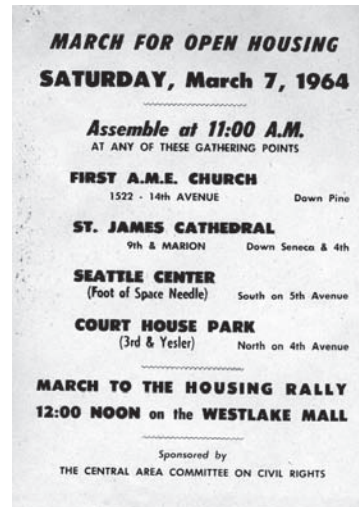 MARCH FOR OPEN HOUSING
SATURDAY, March 7, 1964
Assemble at 11:00 A.M.
AT ANY OF THESE GATHERING POINTS
FIRST A.M.E. CHURCH
1522 - 14th AVENUE Down Pine
ST. JAMES CATHEDRAL
9th & MARION Down Seneca & 4th
SEATTLE CENTER
(Foot of Space Needle) South on 5th Avenue
COURT HOUSE PARK
(3rd & Yesler) North on 4th Avenue
MARCH TO THE HOUSING RALLY
12:00 NOON on the WESTLAKE MALL
Sponsored by
THE CENTRAL AREA COMMITTEE ON CIVIL RIGHTS